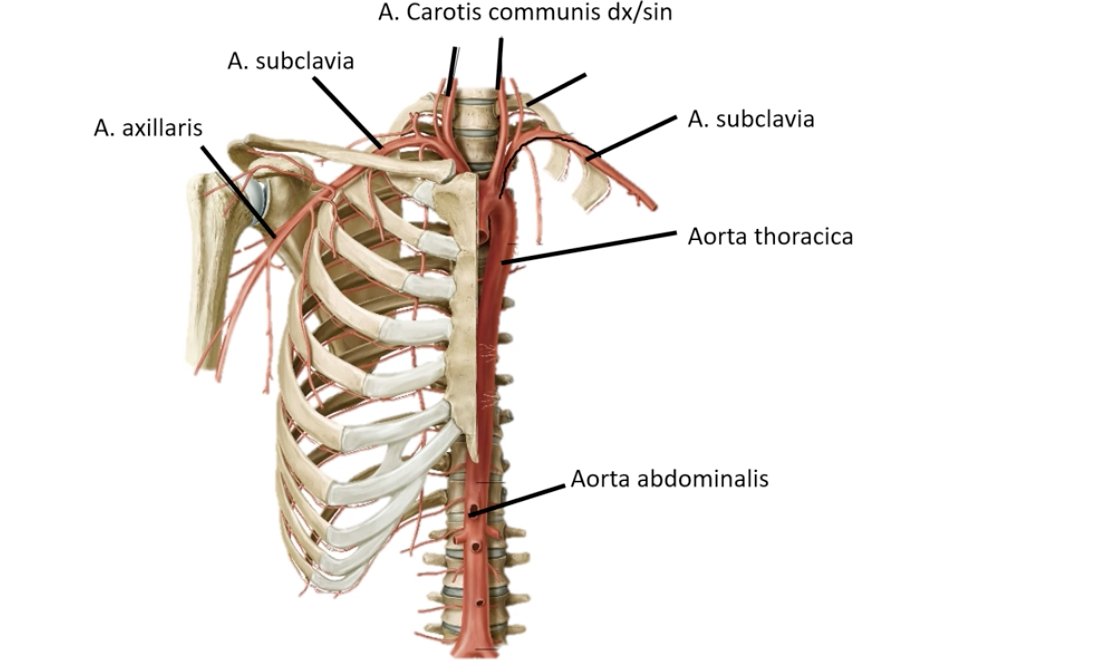 A. Carotis communis dx/sin
A. subclavia
A. axillaris
A. subclavia
Aorta thoracica
Aorta abdominalis